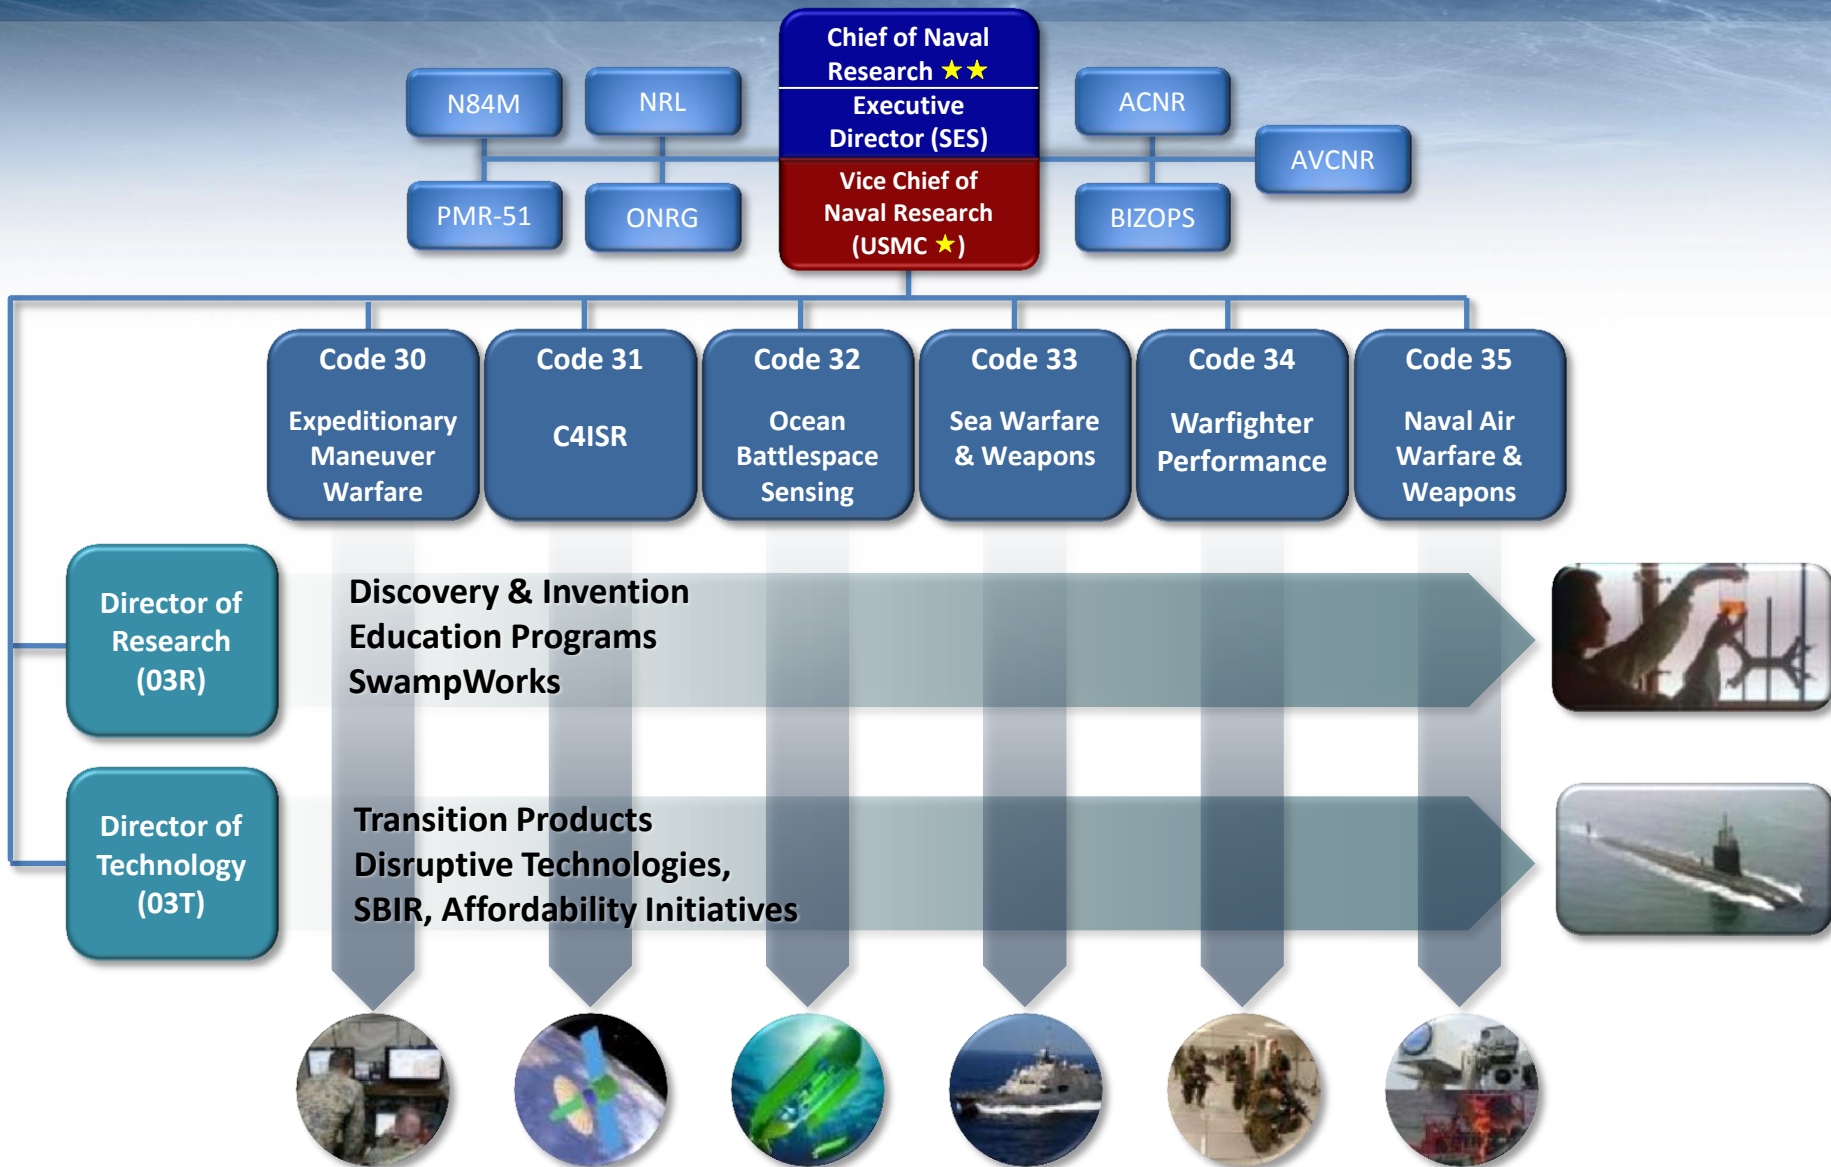 Chief of Naval
Research
Executive
Director (SES)
Vice Chief of
Naval Research
(USMC ★)
N84M
NRL
ACNR
AVCNR
PMR-51
ONRG
BIZOPS
Code 30
Expeditionary
Maneuver
Warfare
Code 31
C4ISR
Code 32
Ocean
Battlespace
Sensing
Code 33
Sea Warfare
& Weapons
Code 34
Warfighter
Performance
Code 35
Naval Air
Warfare &
Weapons
Director of
Research
(03R)
Discovery & Invention
Education Programs
SwampWorks
Director of
Technology
(03T)
Transition Products
Disruptive Technologies,
SBIR, Affordability Initiatives